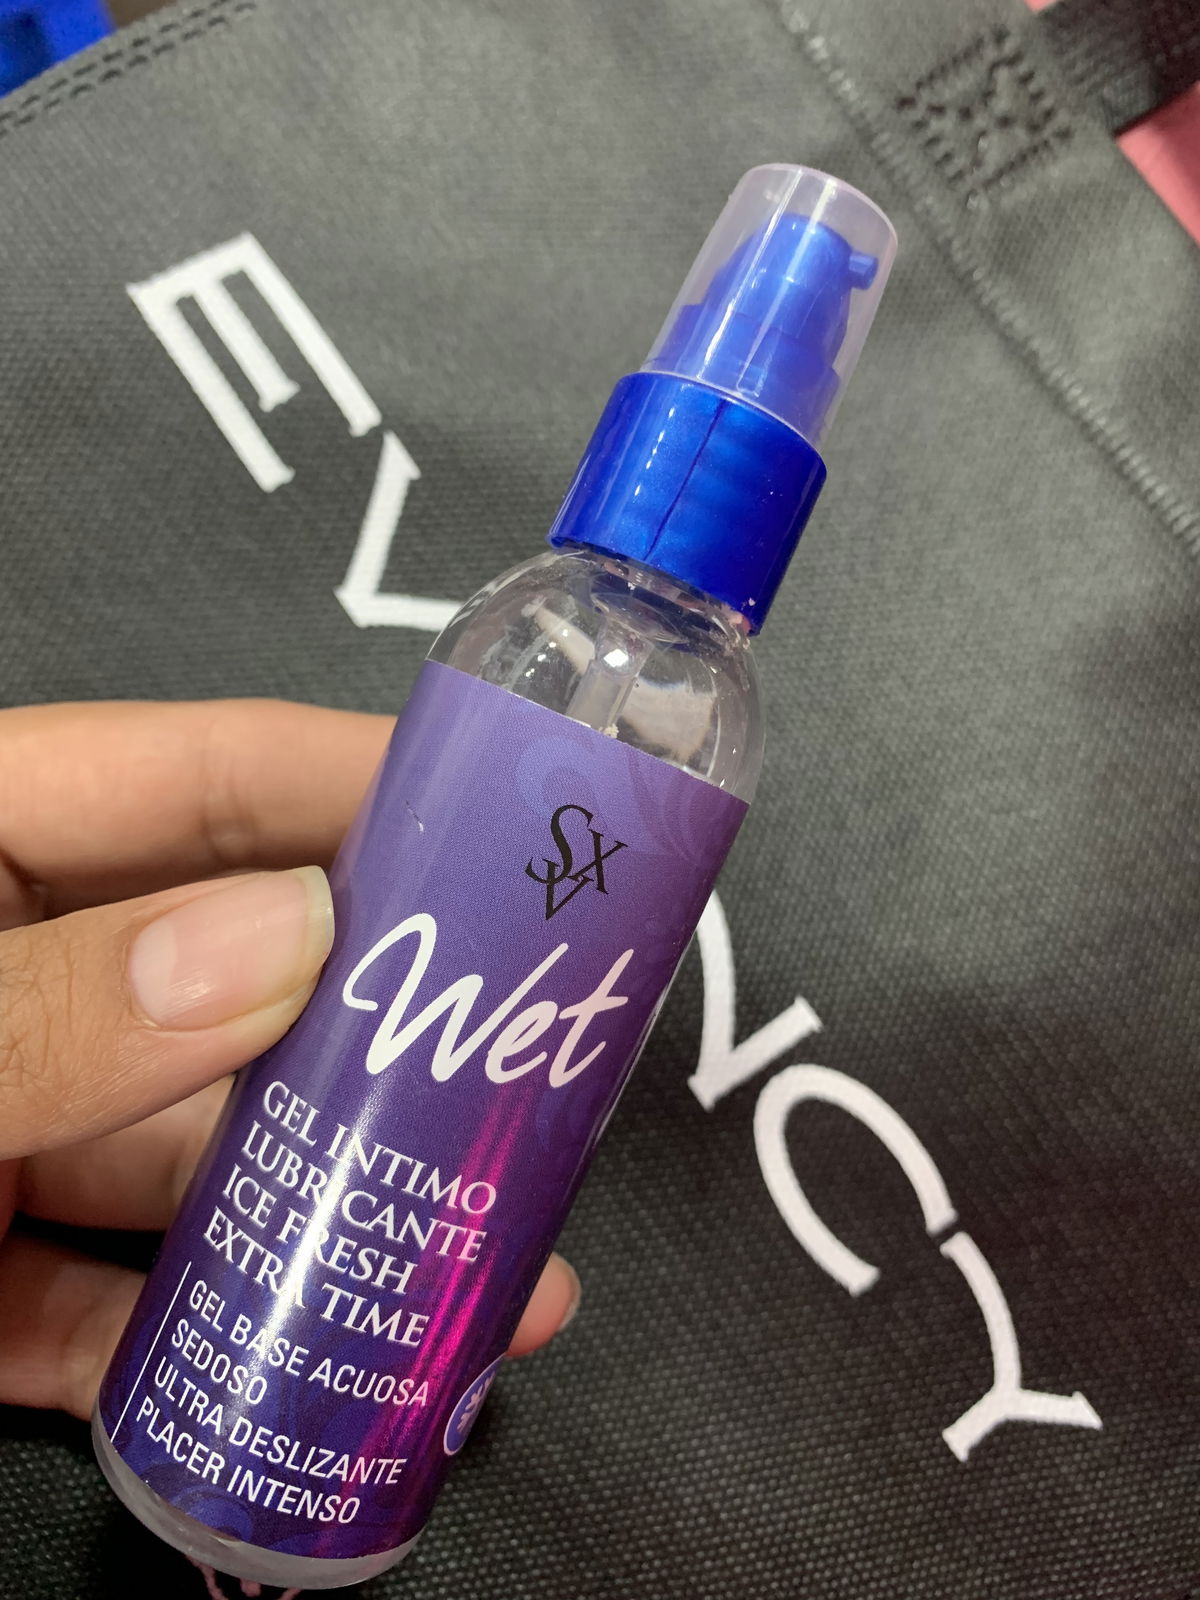 SXV
Wet
GEL INTIMO
LUBRICANTE
ICE FRESH
EXTRA TIME
GEL BASE ACUOSA
SEDOSO
ULTRA DESLIZANTE
PLACER INTENSO